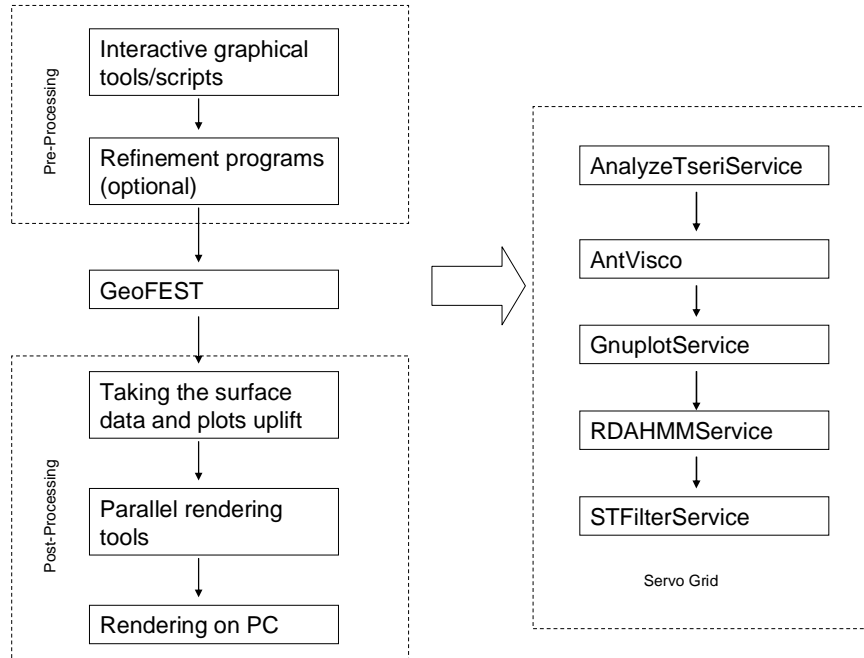 Pre-Processing
Interactive graphical
tools/scripts
Refinement programs
(optional)
GeoFEST
Post-Processing
Taking the surface
data and plots uplift
Parallel rendering
tools
Rendering on PC
AnalyzeTseriService
AntVisco
GnuplotService
RDAHMMService
STFilterService
Servo Grid